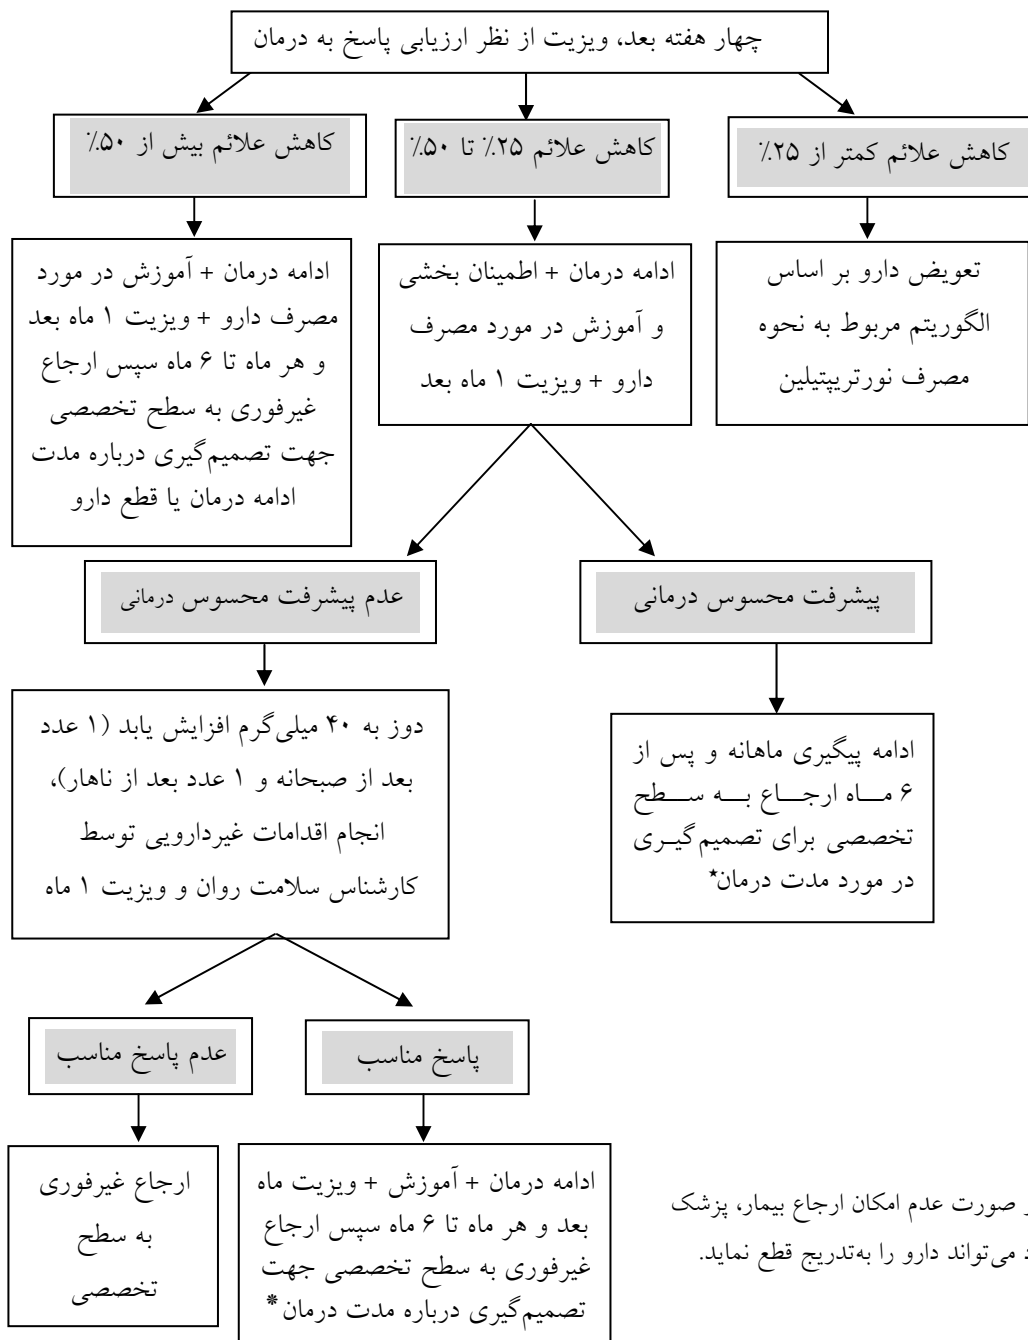 چهار هفته بعد، ویزیت از نظر ارزیابی پاسخ به درمان
کاهش علائم کمتر از ۲۵٪
کاهش علائم ۲۵٪ تا ۵۰٪
کاهش علائم بیش از ۵۰٪
تعویض دارو بر اساس
الگوریتم مربوط به نحوه
مصرف نورتریپتیلین
ادامه درمان + اطمینان بخشی
و آموزش در مورد مصرف
دارو + ویزیت ۱ ماه بعد
ادامه درمان + آموزش در مورد
مصرف دارو + ویزیت ۱ ماه بعد
و هر ماه تا ۶ ماه سپس ارجاع
غیرفوری به سطح تخصصی
جهت تصمیم‌گیری درباره مدت
ادامه درمان یا قطع دارو
پیشرفت محسوس درمانی
عدم پیشرفت محسوس درمانی
ادامه پیگیری ماهانه و پس از
۶ مــاه ارجــاع بــه ســطح
تخصصی برای تصمیم‌گیــری
در مورد مدت درمان*
دوز به ۴۰ میلی‌گرم افزایش یابد (۱ عدد
بعد از صبحانه و ۱ عدد بعد از ناهار)،
انجام اقدامات غیردارویی توسط
کارشناس سلامت روان و ویزیت ۱ ماه
پاسخ مناسب
عدم پاسخ مناسب
ادامه درمان + آموزش + ویزیت ماه
بعد و هر ماه تا ۶ ماه سپس ارجاع
غیرفوری به سطح تخصصی جهت
تصمیم‌گیری درباره مدت درمان*
ارجاع غیرفوری
به سطح
تخصصی
صورت عدم امکان ارجاع بیمار، پزشک
می‌تواند دارو را به‌تدریج قطع نماید.